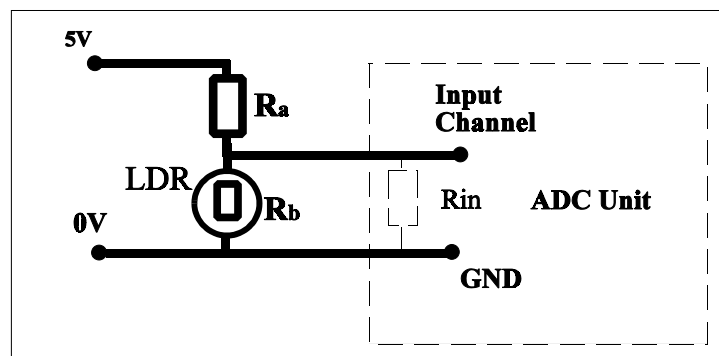 5V
Ra
Input
Channel
LDR
Rb
Rin
ADC Unit
0V
GND